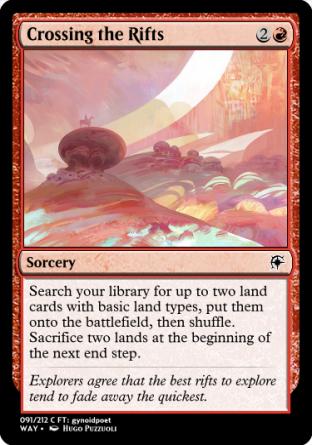 Crossing the Rifts 2
Sorcery
Search your library for up to two land
cards with basic land types, put them
onto the battlefield, then shuffle.
Sacrifice two lands at the beginning of
the next end step.
Explorers agree that the best rifts to explore
tend to fade away the quickest.
091/212 C FT: gynoidpoet
WAY • Hugo Puzzuoli